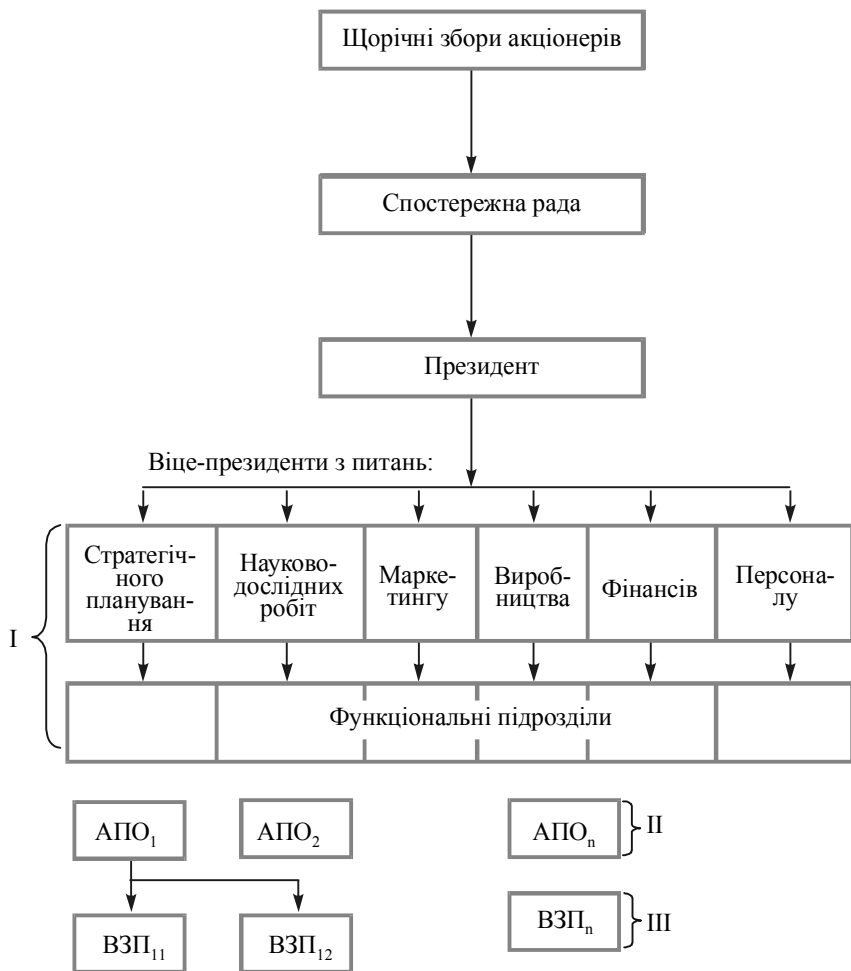 Щорічні збори акціонерів
Спостережна рада
Президент
Віце-президенти з питань:
Стратегіч-
ного
плануван-
ня
Науково-
дослідних
робіт
Марке-
тингу
Вироб-
ництва
Фінансів
Персона-
лу
I
Функціональні підрозділи
АПО₁
АПО₂
АПОₙ
II
ВЗП₁₁
ВЗП₁₂
ВЗПₙ
III